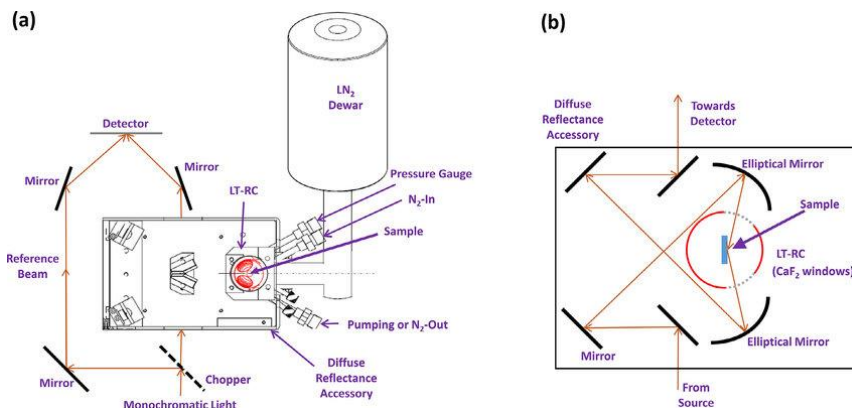 (a)
LN2
Dewar
Detector
Mirror
Mirror
LT-RC
Pressure Gauge
N2-In
Sample
Reference
Beam
Pumping or N2-Out
Mirror
Chopper
Diffuse
Reflectance
Accessory
Monochromatic Light
(b)
Diffuse
Reflectance
Accessory
Towards
Detector
Elliptical Mirror
Sample
LT-RC
(CaF2 windows)
Mirror
Elliptical Mirror
From
Source